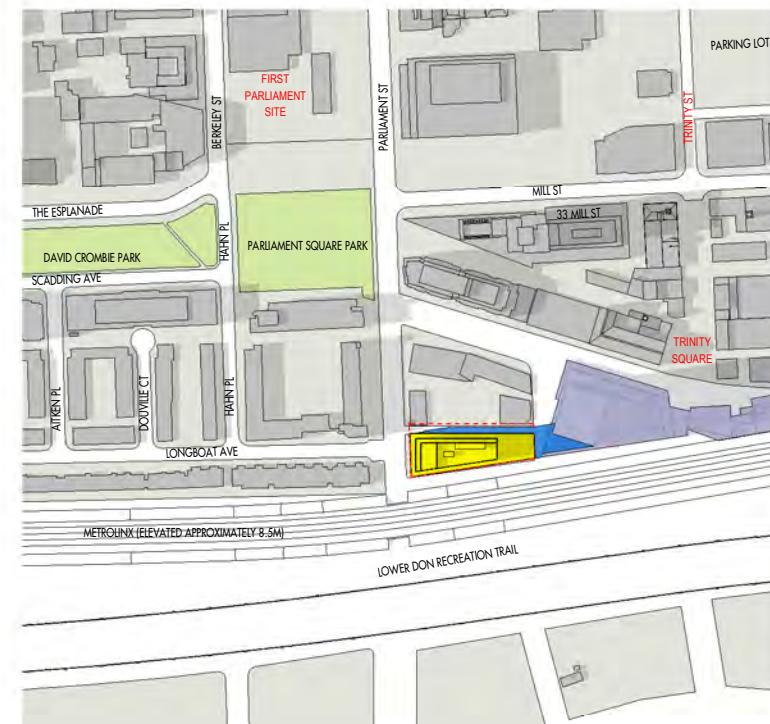 PARKING LOT
FIRST
PARLIAMENT
SITE
BERKELEY ST
PARLIAMENT ST
TRINITY ST
MILL ST
THE ESPLANADE
33 MILL ST
HAHN PL
DAVID CROMBIE PARK
PARLIAMENT SQUARE PARK
SCADDING AVE
TRINITY
SQUARE
AITKEN PL
DOUVILLE CT
HAHN PL
LONGBOAT AVE
METROLINX (ELEVATED APPROXIMATELY 8.5M)
LOWER DON RECREATION TRAIL